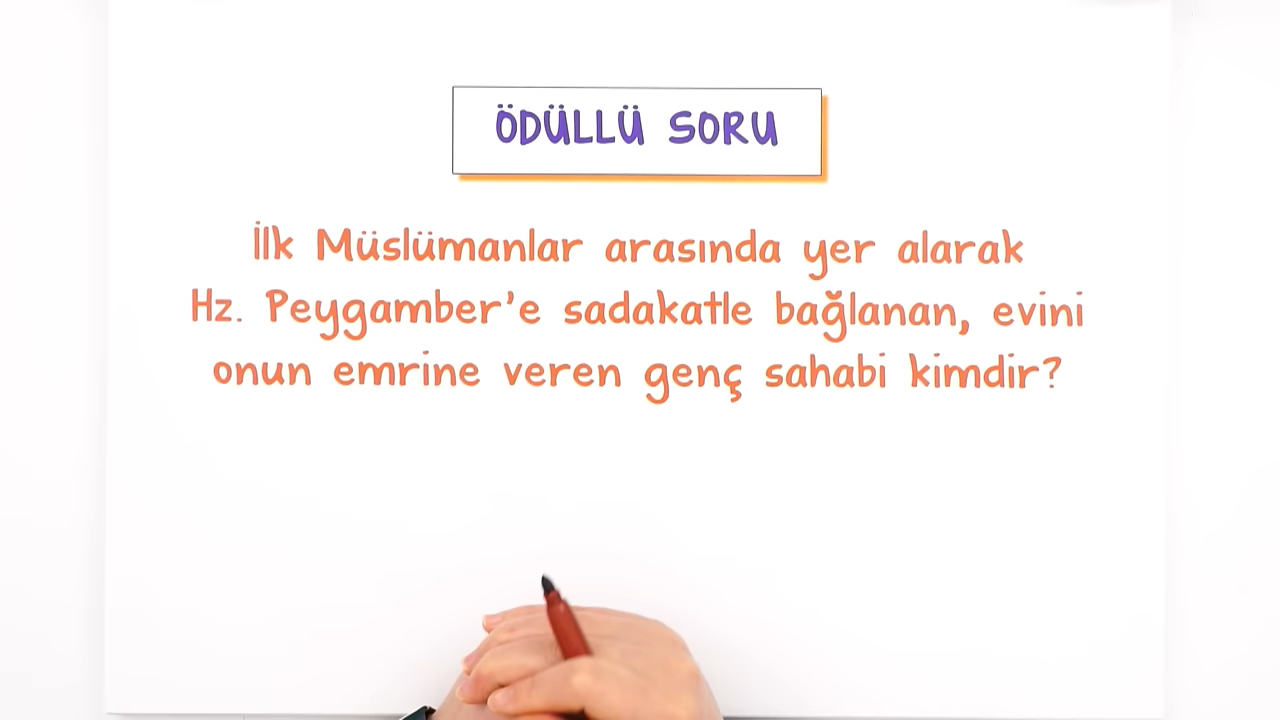 ÖDÜLLÜ SORU
İlk Müslümanlar arasında yer alarak
Hz. Peygamber'e sadakatle bağlanan, evini
onun emrine veren genç sahabi kimdir?